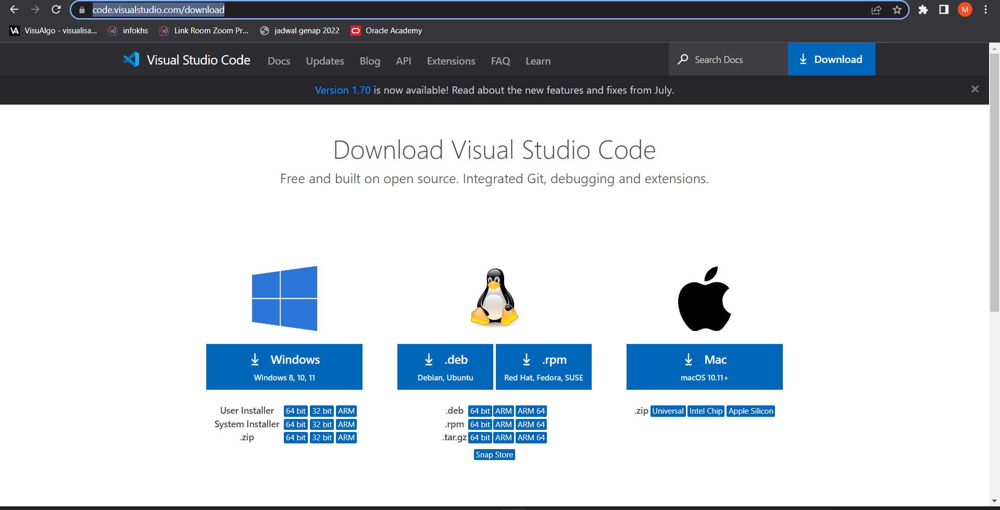 code.visualstudio.com/download
M
VisuAlgo - visualisa... infokhs Link Room Zoom Pr... jadwal genap 2022 Oracle Academy
Visual Studio Code Docs Updates Blog API Extensions FAQ Learn Search Docs Download
Version 1.70 is now available! Read about the new features and fixes from July.
Download Visual Studio Code
Free and built on open source. Integrated Git, debugging and extensions.
Windows
Windows 8, 10, 11
User Installer 64 bit 32 bit ARM
System Installer 64 bit 32 bit ARM
.zip 64 bit 32 bit ARM
.deb
Debian, Ubuntu
.rpm
Red Hat, Fedora, SUSE
.deb 64 bit ARM ARM 64
.rpm 64 bit ARM ARM 64
.tar.gz 64 bit ARM ARM 64
Snap Store
Mac
macOS 10.11+
.zip Universal Intel Chip Apple Silicon